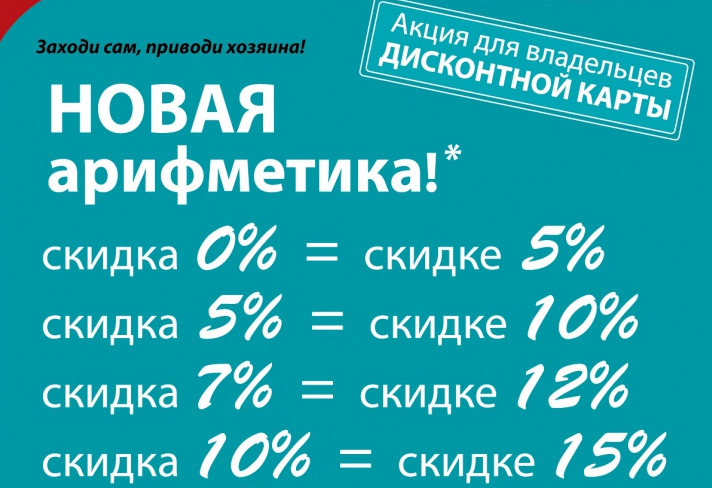 Заходи сам, приводи хозяина!
Акция для владельцев
ДИСКОНТНОЙ КАРТЫ
НОВАЯ
арифметика!*
скидка 0% = скидке 5%
скидка 5% = скидке 10%
скидка 7% = скидке 12%
скидка 10% = скидке 15%